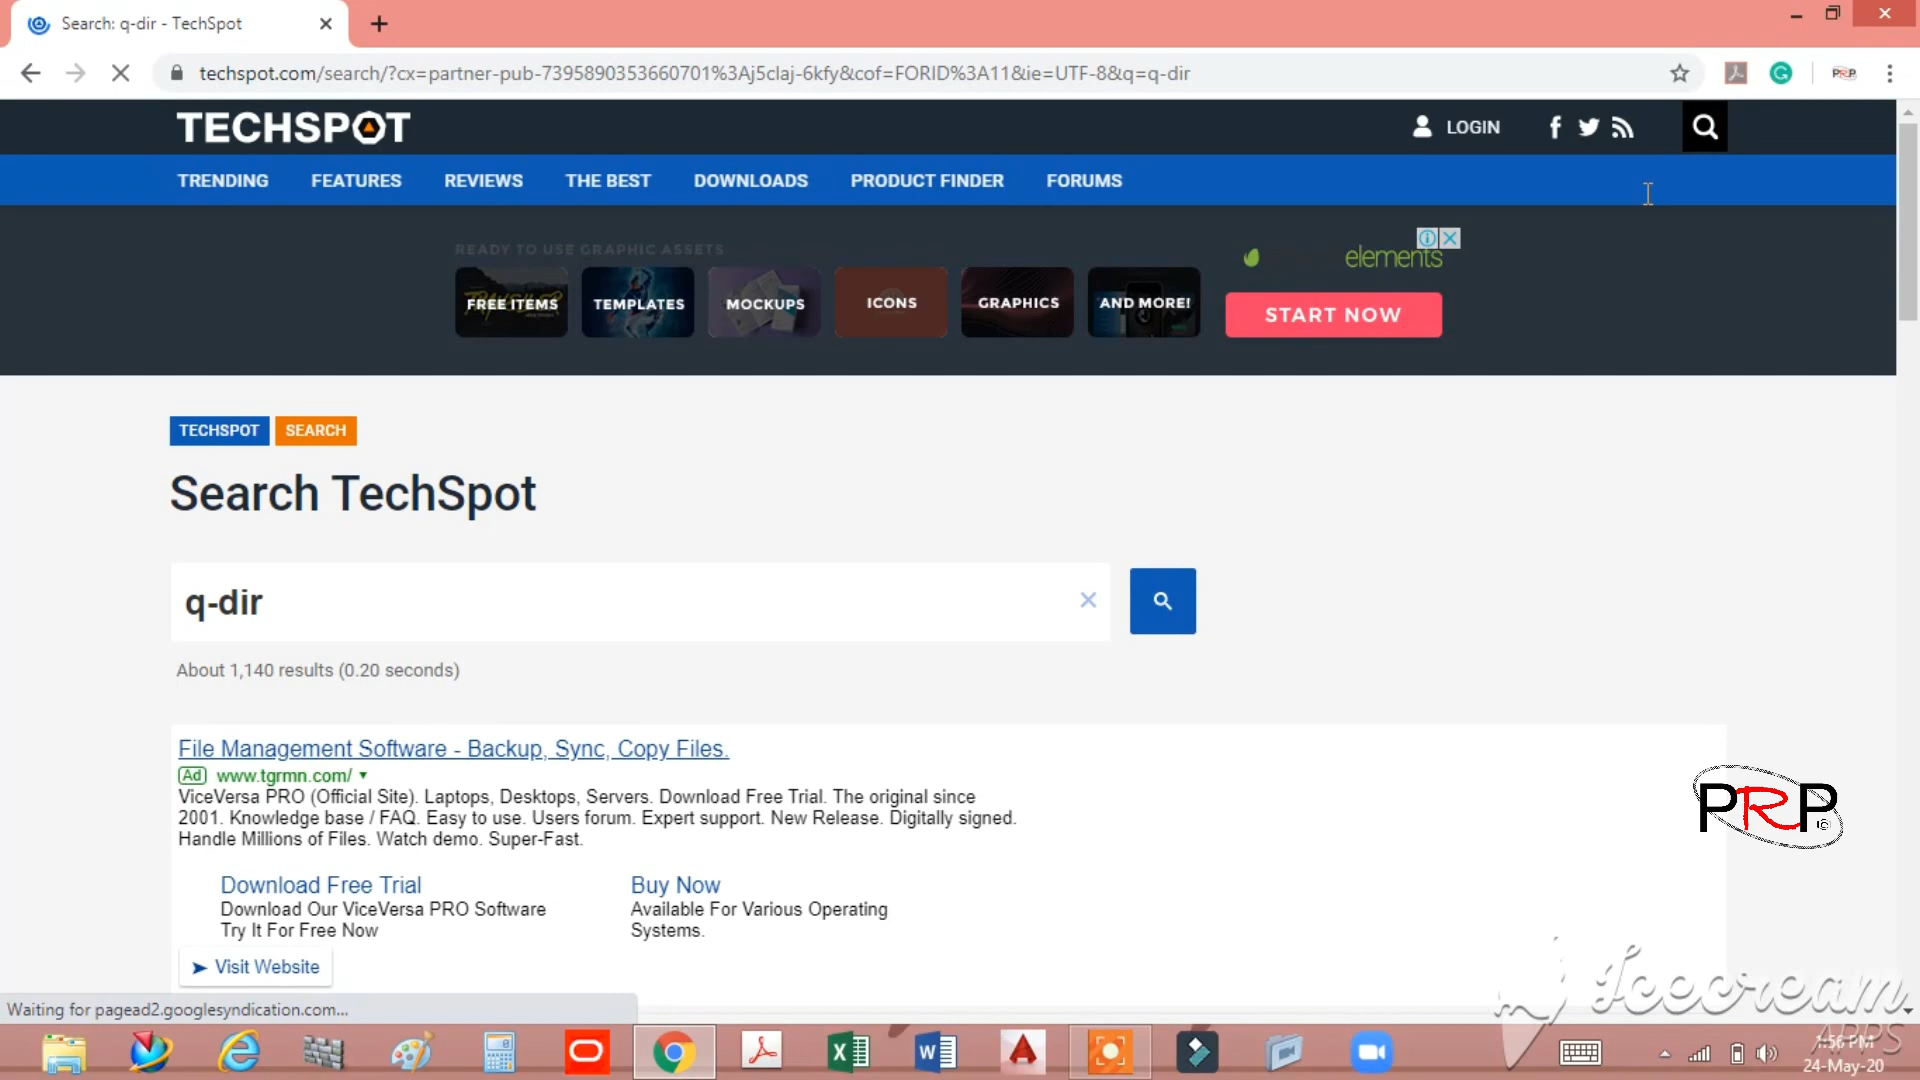 Search: q-dir - TechSpot
techspot.com/search/?cx=partner-pub-7395890353660701%3Aj5claj-6kfy&cof=FORID%3A11&ie=UTF-8&q=q-dir
PRP
TECHSPOT
LOGIN
TRENDING FEATURES REVIEWS THE BEST DOWNLOADS PRODUCT FINDER FORUMS
READY TO USE GRAPHIC ASSETS
elements
FREE ITEMS TEMPLATES MOCKUPS ICONS GRAPHICS AND MORE!
START NOW
TECHSPOT SEARCH
Search TechSpot
q-dir
About 1,140 results (0.20 seconds)
File Management Software - Backup, Sync, Copy Files.
Ad www.tgrmn.com/
ViceVersa PRO (Official Site). Laptops, Desktops, Servers. Download Free Trial. The original since
2001. Knowledge base / FAQ. Easy to use. Users forum. Expert support. New Release. Digitally signed.
Handle Millions of Files. Watch demo. Super-Fast.
PRP ©
Download Free Trial Buy Now
Download Our ViceVersa PRO Software Available For Various Operating
Try It For Free Now Systems.
Visit Website
Icecream
APPS
Waiting for pagead2.googlesyndication.com...
1:56 PM
24-May-20